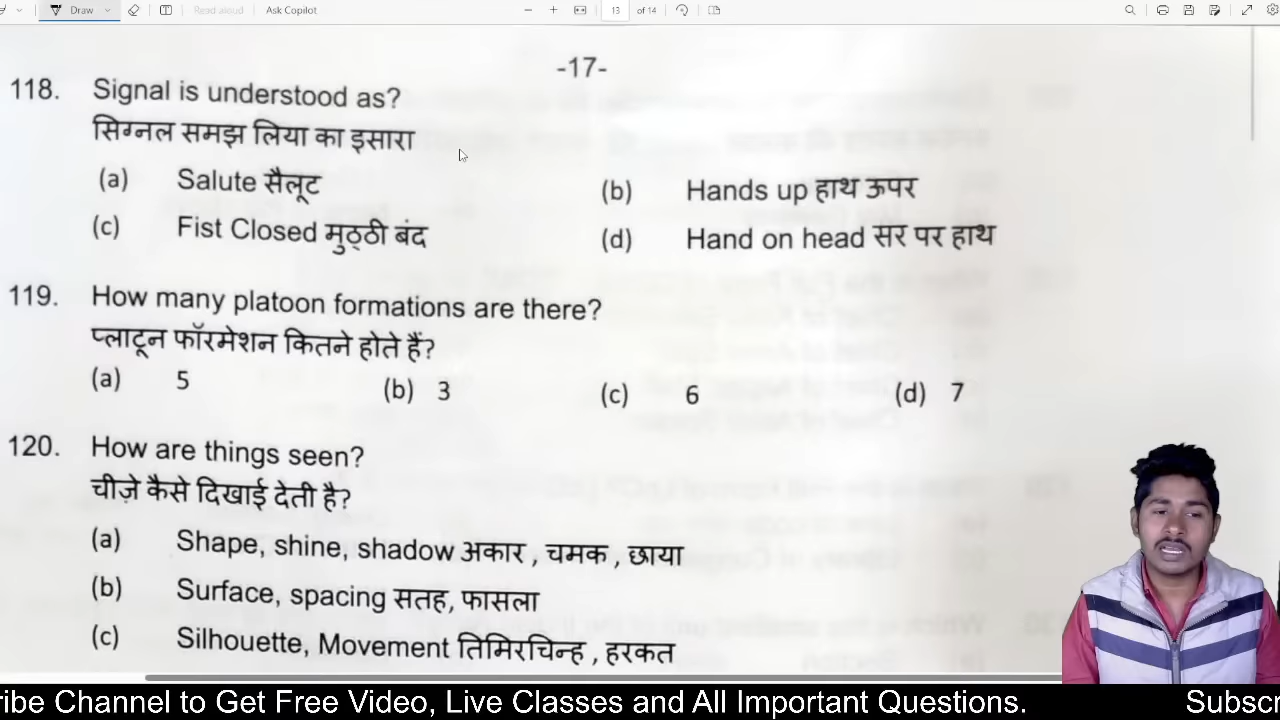 Draw
Read aloud
Ask Copilot
13 of 14
-17-
118. Signal is understood as?
सिग्नल समझ लिया का इसारा
(a) Salute सैलूट (b) Hands up हाथ ऊपर
(c) Fist Closed मुठ्ठी बंद (d) Hand on head सर पर हाथ
119. How many platoon formations are there?
प्लाटून फॉरमेशन कितने होते हैं?
(a) 5 (b) 3 (c) 6 (d) 7
120. How are things seen?
चीज़े कैसे दिखाई देती है?
(a) Shape, shine, shadow अकार , चमक , छाया
(b) Surface, spacing सतह, फासला
(c) Silhouette, Movement तिमिरचिन्ह , हरकत
ribe Channel to Get Free Video, Live Classes and All Important Questions. Subsc